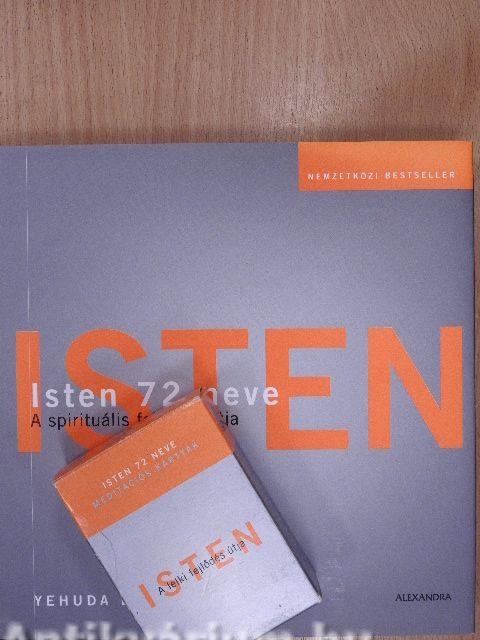 NEMZETKÖZI BESTSELLER
ISTEN
Isten 72 neve
A spirituális
YEHUDA
ALEXANDRA
ISTEN 72 NEVE
MEDITÁCIÓS KÁRTYÁK
ISTEN
A lelki fejlődés útja